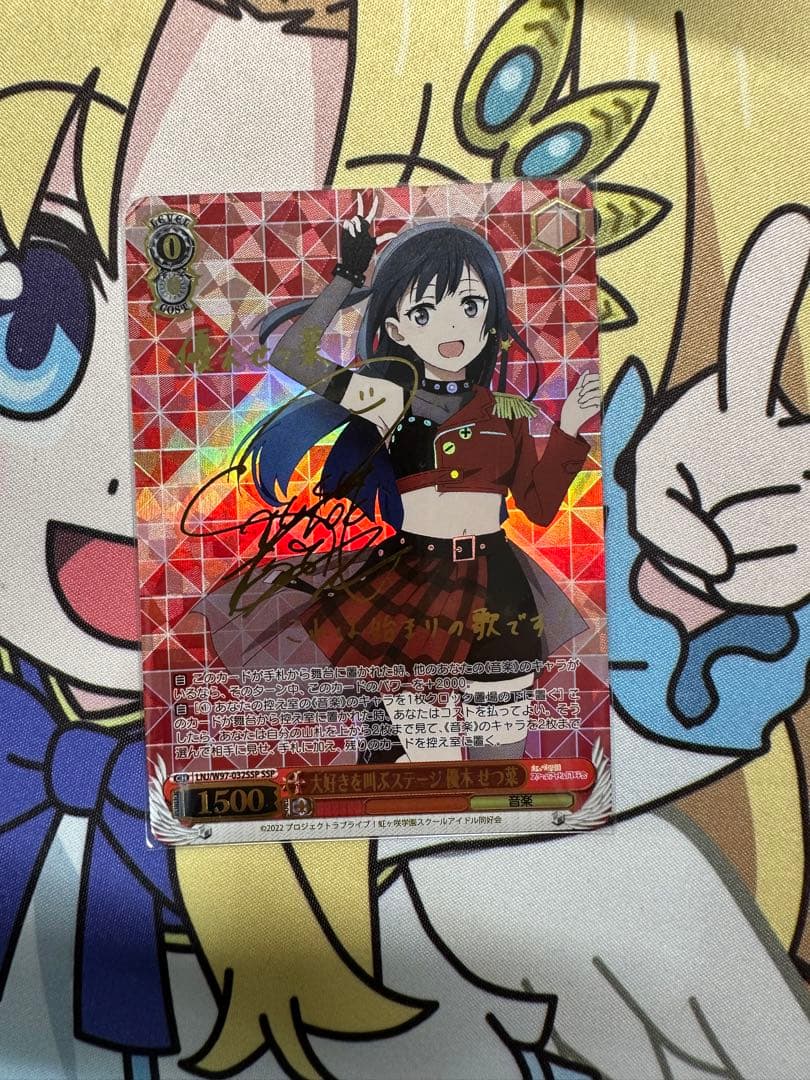 LEVEL
0
0
COST
優木せつ菜
これは始まりの歌です!
自 このカードが手札から舞台に置かれた時、他のあなたの《音楽》のキャラが
いるなら、そのターン中、このカードのパワーを+2000。
自 [① あなたの控え室の《音楽》のキャラを1枚クロック置場の下に置く] こ
のカードが舞台から控え室に置かれた時、あなたはコストを払ってよい。そう
したら、あなたは自分の山札を上から2枚まで見て、《音楽》のキャラを2枚まで
選んで相手に見せ、手札に加え、残りのカードを控え室に置く。
LNJ/W97-037SSP SSP
大好きを叫ぶステージ 優木 せつ菜
1500
音楽
©2022 プロジェクトラブライブ!虹ヶ咲学園スクールアイドル同好会